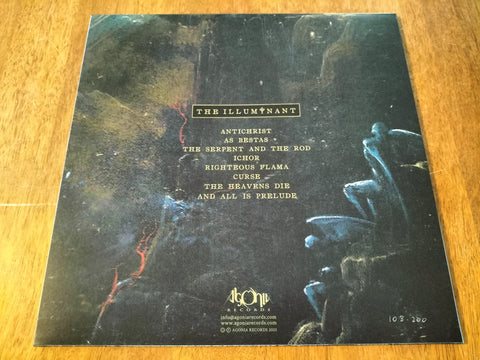 THE ILLUMINANT
ANTICHRIST
AS BESTAS
THE SERPENT AND THE ROD
ICHOR
RIGHTEOUS FLAMA
CURSE
THE HEAVENS DIE
AND ALL IS PRELUDE
Agonia
RECORDS
info@agoniarecords.com
www.agoniarecords.com
108-200